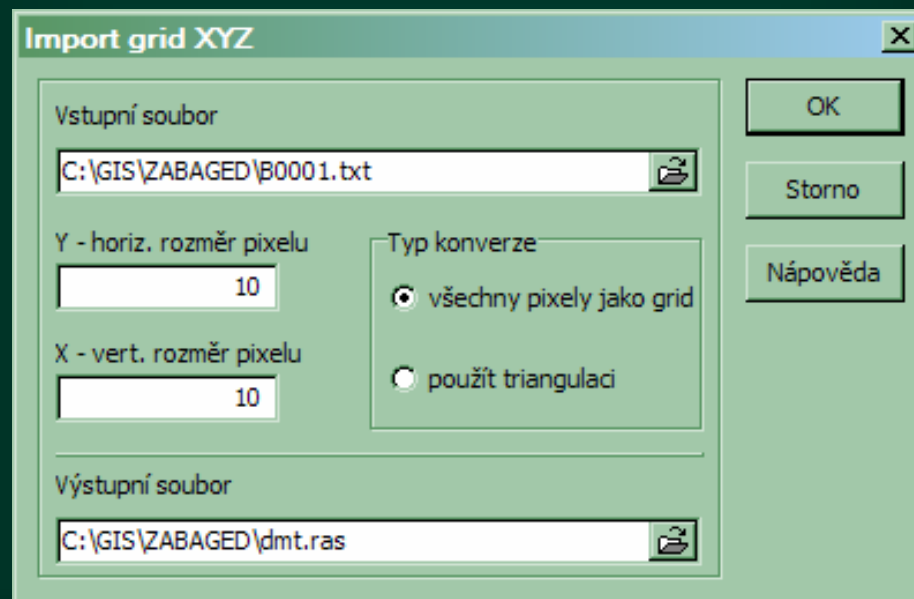 Import grid XYZ
Vstupní soubor
C:\GIS\ZABAGED\B0001.txt
Y - horiz. rozměr pixelu
10
X - vert. rozměr pixelu
10
Typ konverze
všechny pixely jako grid
použít triangulaci
Výstupní soubor
C:\GIS\ZABAGED\dmt.ras
OK
Storno
Nápověda